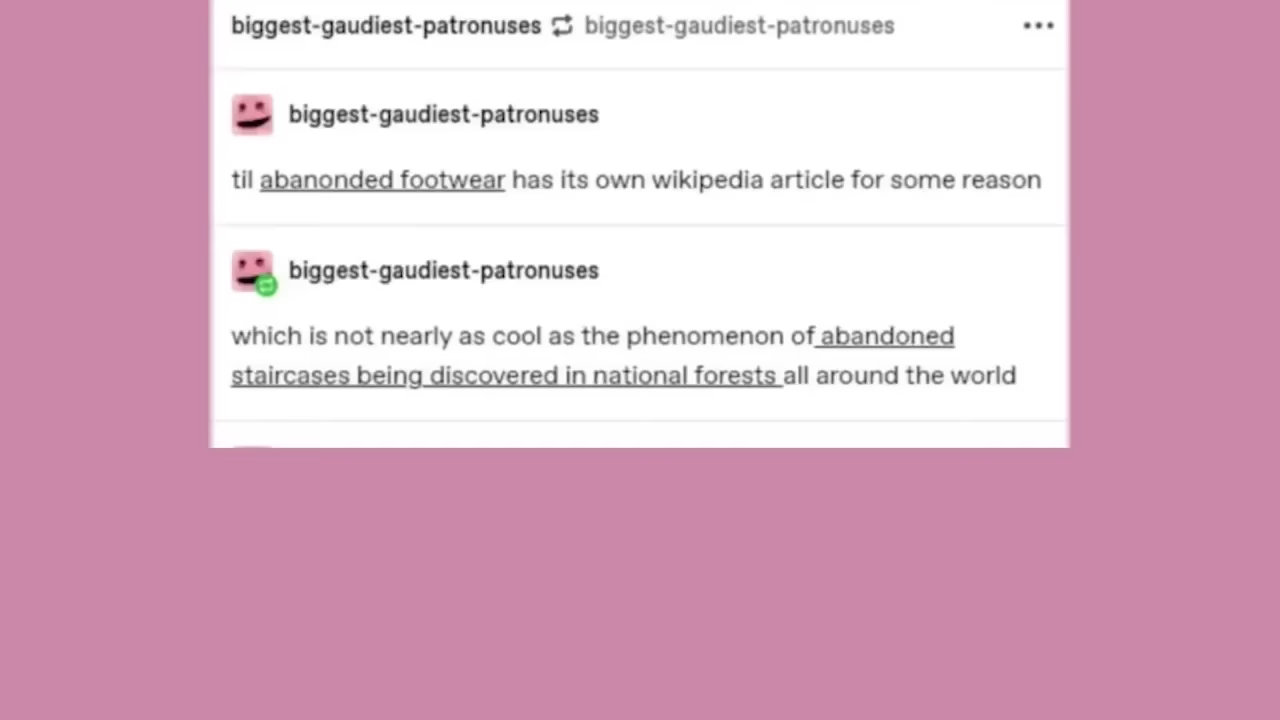 biggest-gaudiest-patronuses biggest-gaudiest-patronuses
biggest-gaudiest-patronuses
til abanonded footwear has its own wikipedia article for some reason
biggest-gaudiest-patronuses
which is not nearly as cool as the phenomenon of abandoned
staircases being discovered in national forests all around the world